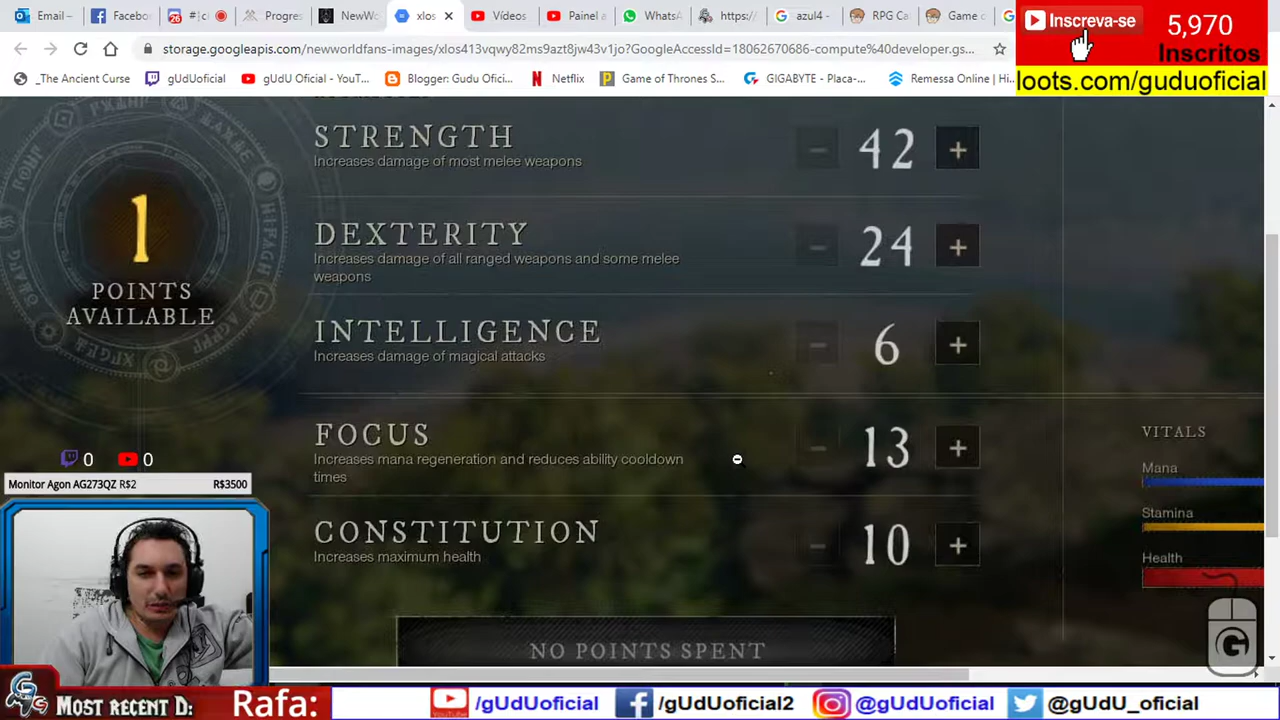 Email –
Faceboo
26
#|
Progres
NewWo
xlos
Vídeos
Painel a
WhatsA
https:/
azul4 -
RPG Ca
Game o
Inscreva-se
5,970
Inscritos
storage.googleapis.com/newworldfans-images/xlos413vqwy82ms9azt8jw43v1jo?GoogleAccessId=18062670686-compute%40developer.gs...
_The Ancient Curse
gUdUoficial
gUdU Oficial - YouT...
Blogger: Gudu Ofici...
Netflix
Game of Thrones S...
GIGABYTE - Placa-...
Remessa Online | Hi...
loots.com/guduoficial
STRENGTH
42
Increases damage of most melee weapons
1
POINTS
AVAILABLE
DEXTERITY
24
Increases damage of all ranged weapons and some melee
weapons
INTELLIGENCE
6
Increases damage of magical attacks
FOCUS
13
Increases mana regeneration and reduces ability cooldown
times
CONSTITUTION
10
Increases maximum health
NO POINTS SPENT
VITALS
Mana
Stamina
Health
0
0
Monitor Agon AG273QZ R$2
R$3500
MOST RECENT D:
Rafa:
/gUdUoficial
/gUdUoficial2
@gUdUoficial
@gUdU_oficial